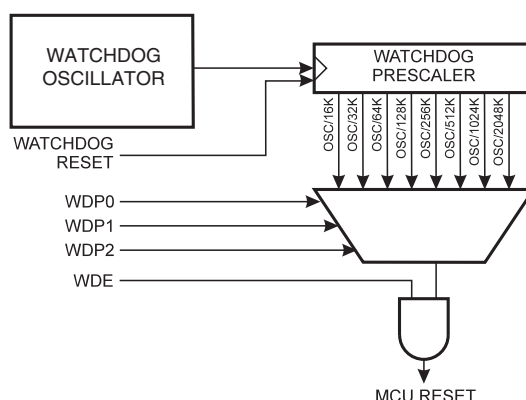 WATCHDOG
OSCILLATOR
WATCHDOG
PRESCALER
WATCHDOG
RESET
OSC/16K
OSC/32K
OSC/64K
OSC/128K
OSC/256K
OSC/512K
OSC/1024K
OSC/2048K
WDP0
WDP1
WDP2
WDE
MCU RESET